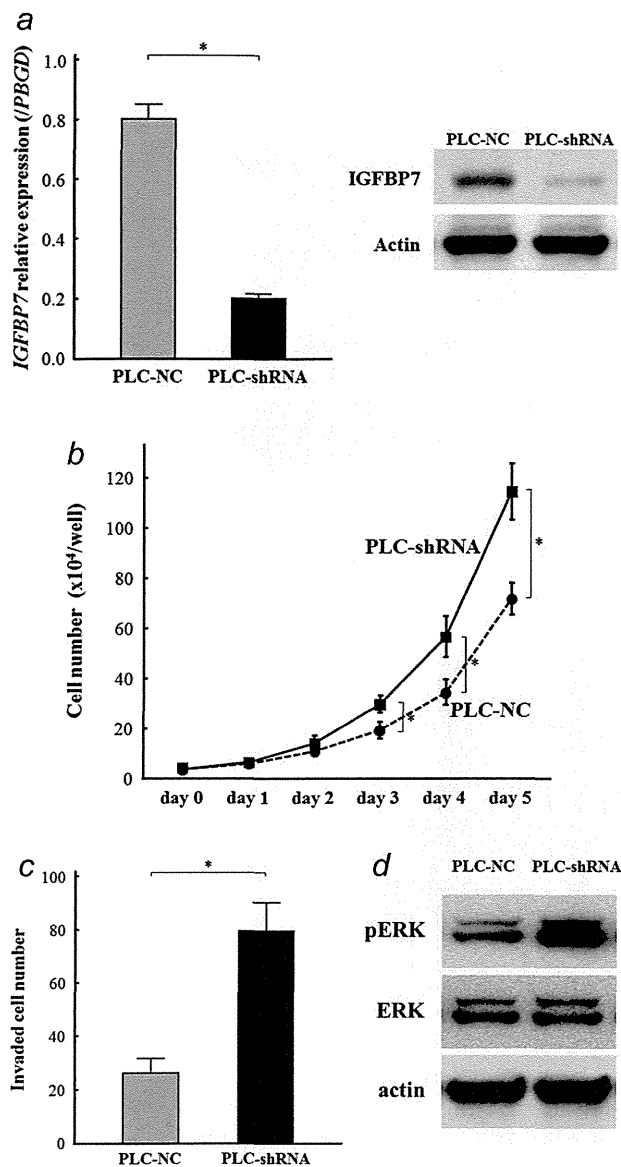 a
*
1.0
0.8
0.6
0.4
0.2
0.0
IGFBP7 relative expression (/PBGD)
PLC-NC PLC-shRNA
PLC-NC PLC-shRNA
IGFBP7
Actin
b
120
100
80
60
40
20
0
Cell number (x10⁴/well)
PLC-shRNA
PLC-NC
*
*
*
day 0 day 1 day 2 day 3 day 4 day 5
c
*
100
80
60
40
20
0
Invaded cell number
PLC-NC PLC-shRNA
d
PLC-NC PLC-shRNA
pERK
ERK
actin